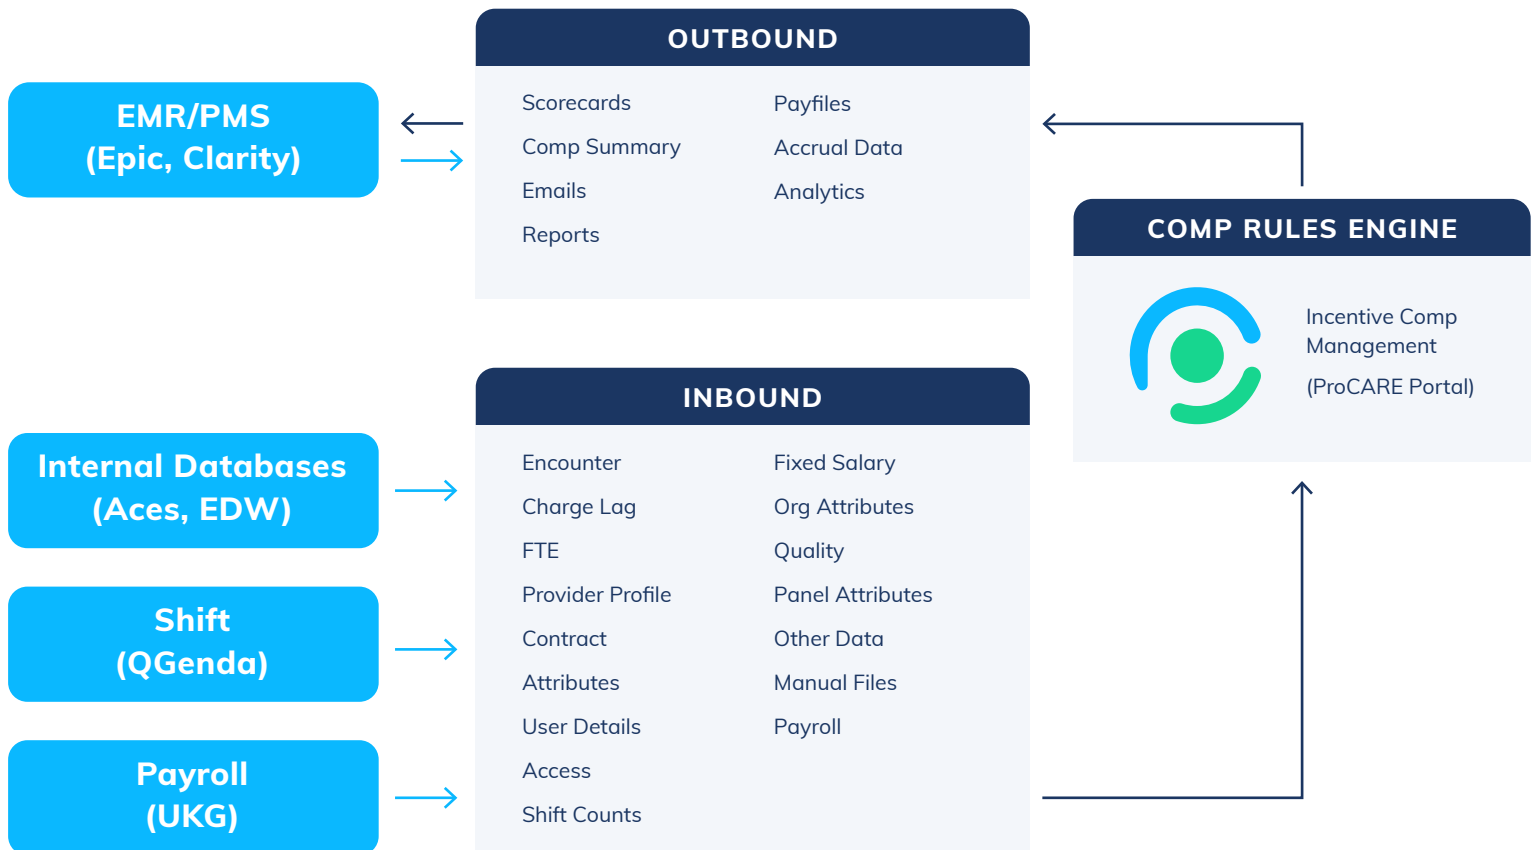 OUTBOUND
EMR/PMS
(Epic, Clarity)
Scorecards
Comp Summary
Emails
Reports
Payfiles
Accrual Data
Analytics
COMP RULES ENGINE
Incentive Comp
Management
(ProCARE Portal)
INBOUND
Internal Databases
(Aces, EDW)
Shift
(QGenda)
Payroll
(UKG)
Encounter
Charge Lag
FTE
Provider Profile
Contract
Attributes
User Details
Access
Shift Counts
Fixed Salary
Org Attributes
Quality
Panel Attributes
Other Data
Manual Files
Payroll